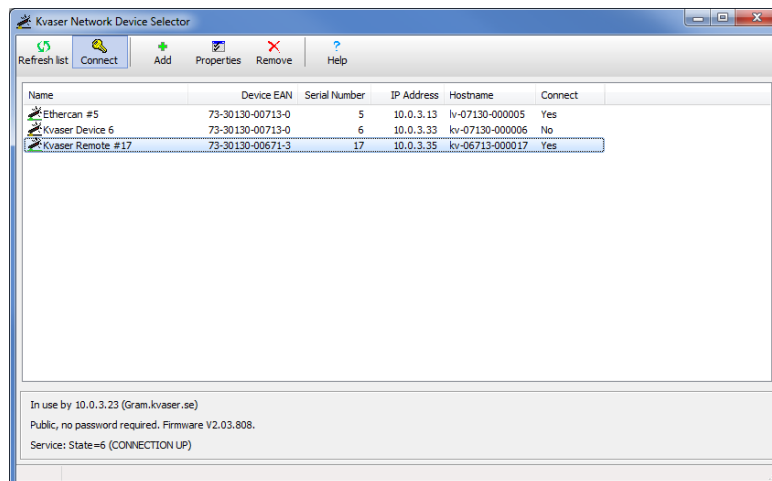 Kvaser Network Device Selector
Refresh list Connect Add Properties Remove Help
Name Device EAN Serial Number IP Address Hostname Connect
Ethercan #5 73-30130-00713-0 5 10.0.3.13 lv-07130-000005 Yes
Kvaser Device 6 73-30130-00713-0 6 10.0.3.33 kv-07130-000006 No
Kvaser Remote #17 73-30130-00671-3 17 10.0.3.35 kv-06713-000017 Yes
In use by 10.0.3.23 (Gram.kvaser.se)
Public, no password required. Firmware V2.03.808.
Service: State=6 (CONNECTION UP)